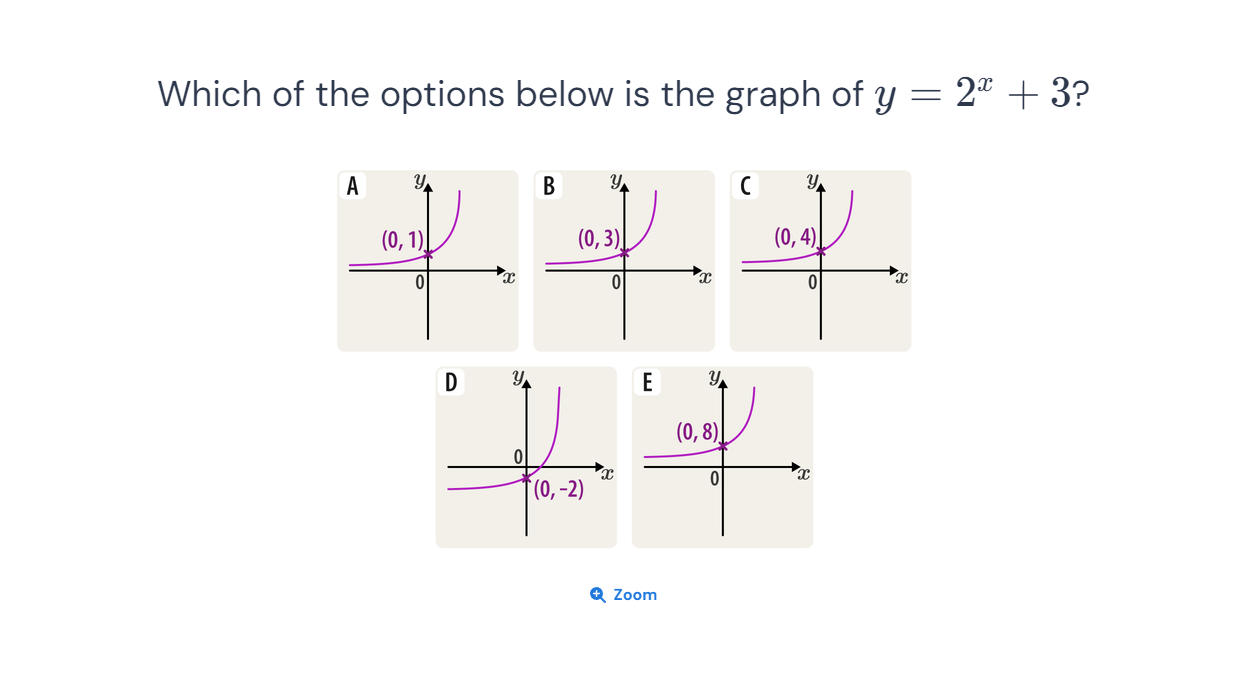 Which of the options below is the graph of y = 2ˣ + 3?
A y (0, 1) 0 x
B y (0, 3) 0 x
C y (0, 4) 0 x
D y 0 (0, −2) x
E y (0, 8) 0 x
Zoom